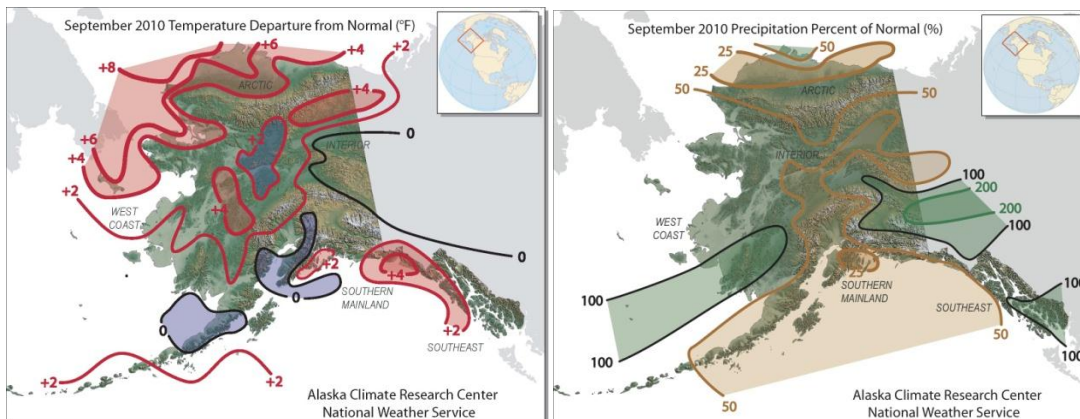 September 2010 Temperature Departure from Normal (°F)
+6
+4
+2
+8
ARCTIC
+4
0
INTERIOR
+6
+4
+2
WEST
COAST
0
+2
+4
0
SOUTHERN
MAINLAND
0
+2
SOUTHEAST
+2
+2
Alaska Climate Research Center
National Weather Service
September 2010 Precipitation Percent of Normal (%)
25
50
25
50
ARCTIC
50
INTERIOR
100
200
200
100
WEST
COAST
25
SOUTHERN
MAINLAND
SOUTHEAST
100
100
50
100
50
50
100
Alaska Climate Research Center
National Weather Service